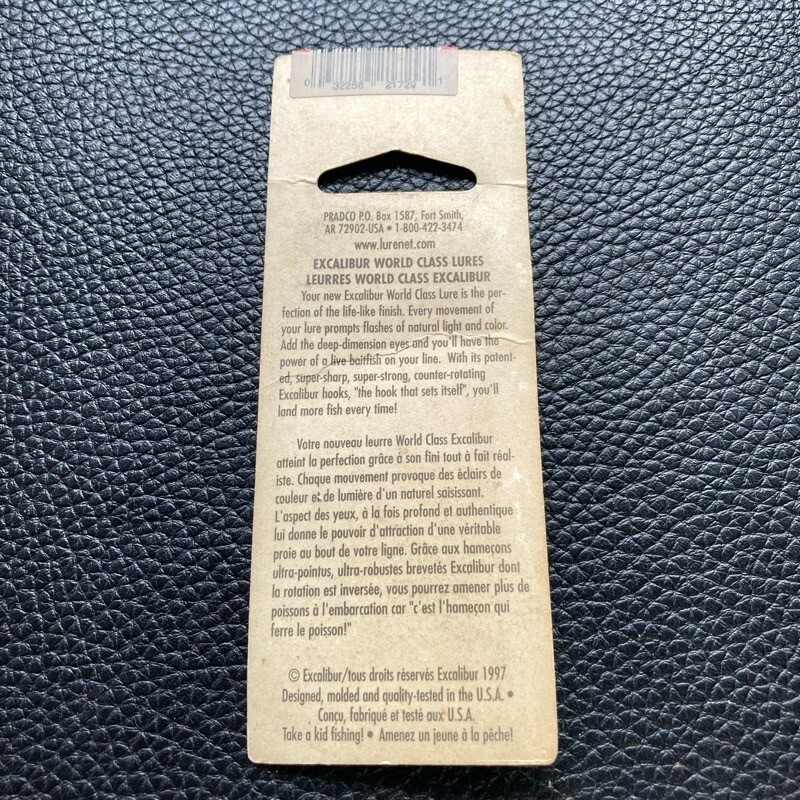 0 32256 21729 1
PRADCO P.O. Box 1587, Fort Smith,
AR 72902-USA • 1-800-422-3474
www.lurenet.com
EXCALIBUR WORLD CLASS LURES
LEURRES WORLD CLASS EXCALIBUR
Your new Excalibur World Class Lure is the per-
fection of the life-like finish. Every movement of
your lure prompts flashes of natural light and color.
Add the deep-dimension eyes and you'll have the
power of a live baitfish on your line. With its patent-
ed, super-sharp, super-strong, counter-rotating
Excalibur hooks, "the hook that sets itself", you'll
land more fish every time!
Votre nouveau leurre World Class Excalibur
atteint la perfection grâce à son fini tout à fait réal-
iste. Chaque mouvement provoque des éclairs de
couleur et de lumière d'un naturel saisissant.
L'aspect des yeux, à la fois profond et authentique
lui donne le pouvoir d'attraction d'une véritable
proie au bout de votre ligne. Grâce aux hameçons
ultra-pointus, ultra-robustes brevetés Excalibur dont
la rotation est inversée, vous pourrez amener plus de
poissons à l'embarcation car "c'est l'hameçon qui
ferre le poisson!"
© Excalibur/tous droits réservés Excalibur 1997
Designed, molded and quality-tested in the U.S.A. •
Conçu, fabriqué et testé aux U.S.A.
Take a kid fishing! • Amenez un jeune à la pêche!